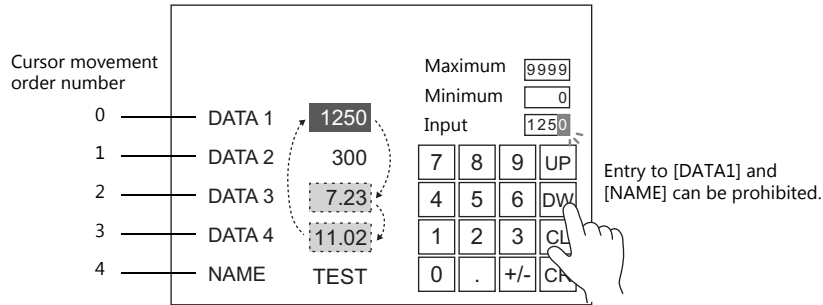 Cursor movement
order number
0 DATA 1 1250
1 DATA 2 300
2 DATA 3 7.23
3 DATA 4 11.02
4 NAME TEST
Maximum 9999
Minimum 0
Input 1250
7 8 9 UP
4 5 6 DW
1 2 3 CL
0 . +/- CR
Entry to [DATA1] and
[NAME] can be prohibited.